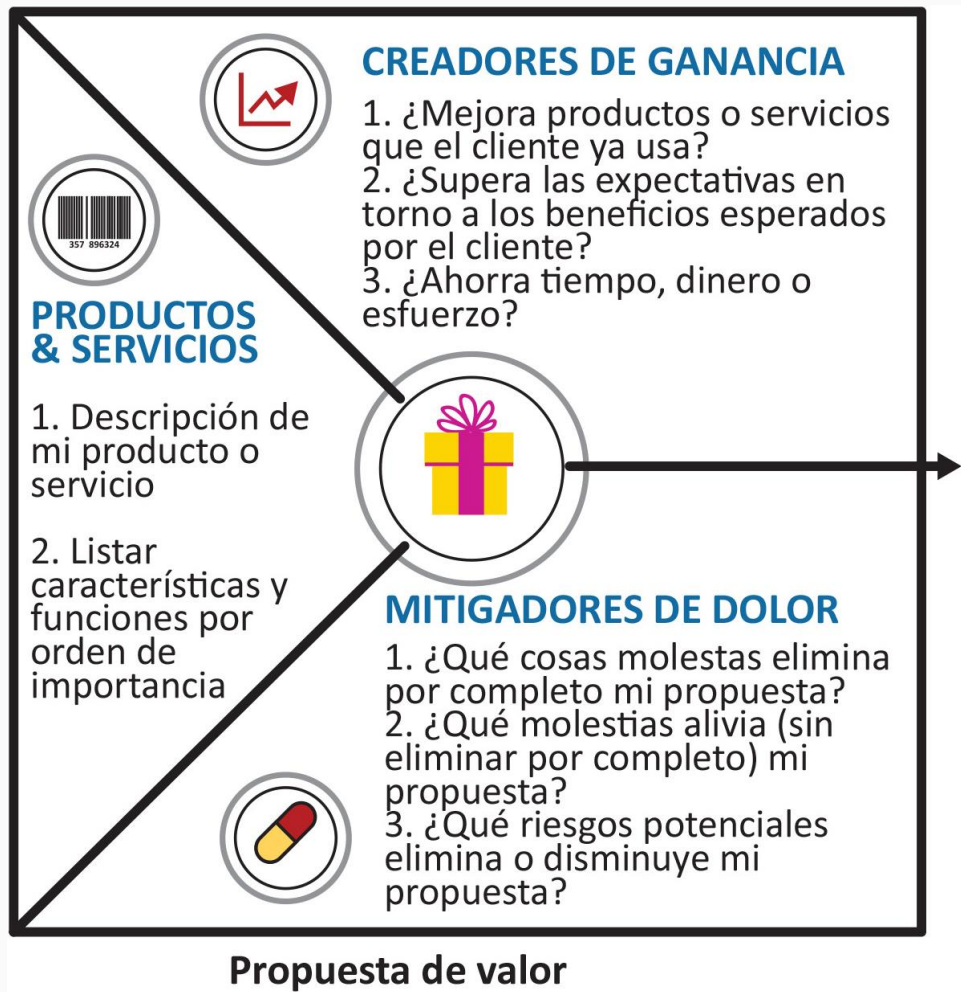 CREADORES DE GANANCIA
1. ¿Mejora productos o servicios
que el cliente ya usa?
2. ¿Supera las expectativas en
torno a los beneficios esperados
por el cliente?
3. ¿Ahorra tiempo, dinero o
esfuerzo?
357 896324
PRODUCTOS
& SERVICIOS
1. Descripción de
mi producto o
servicio
2. Listar
características y
funciones por
orden de
importancia
MITIGADORES DE DOLOR
1. ¿Qué cosas molestas elimina
por completo mi propuesta?
2. ¿Qué molestias alivia (sin
eliminar por completo) mi
propuesta?
3. ¿Qué riesgos potenciales
elimina o disminuye mi
propuesta?
Propuesta de valor